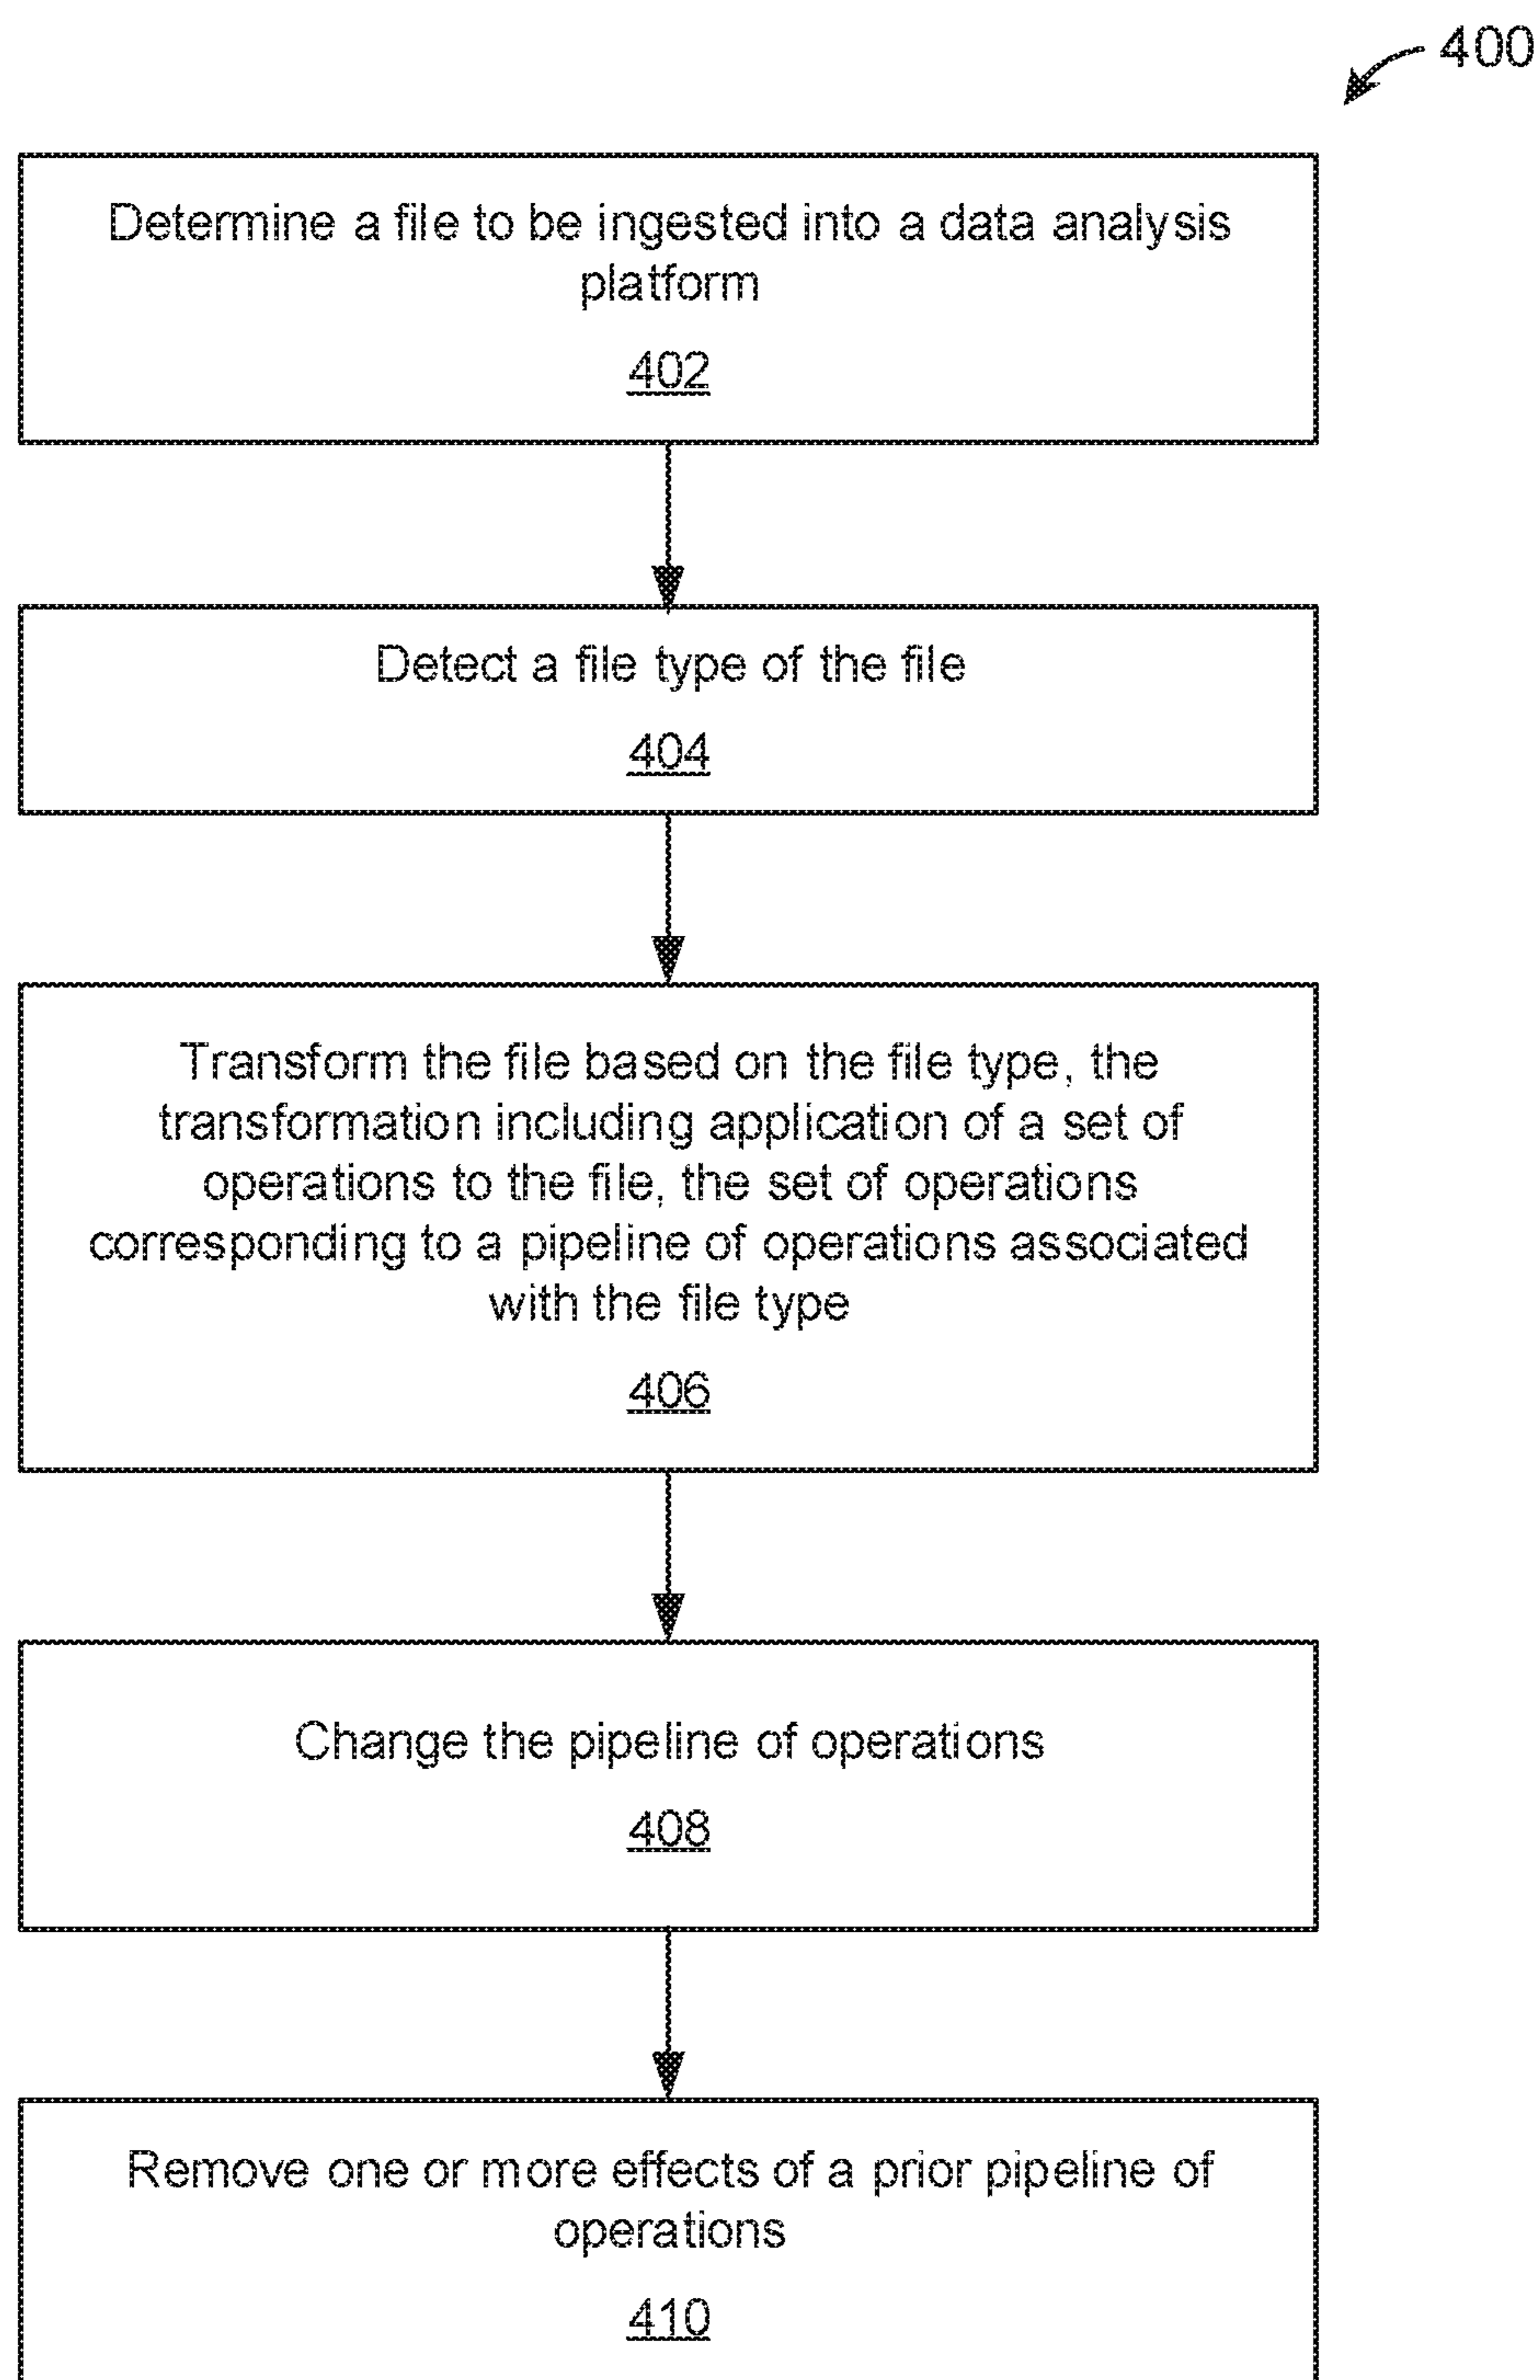 400
Determine a file to be ingested into a data analysis
platform
402
Detect a file type of the file
404
Transform the file based on the file type, the
transformation including application of a set of
operations to the file, the set of operations
corresponding to a pipeline of operations associated
with the file type
406
Change the pipeline of operations
408
Remove one or more effects of a prior pipeline of
operations
410